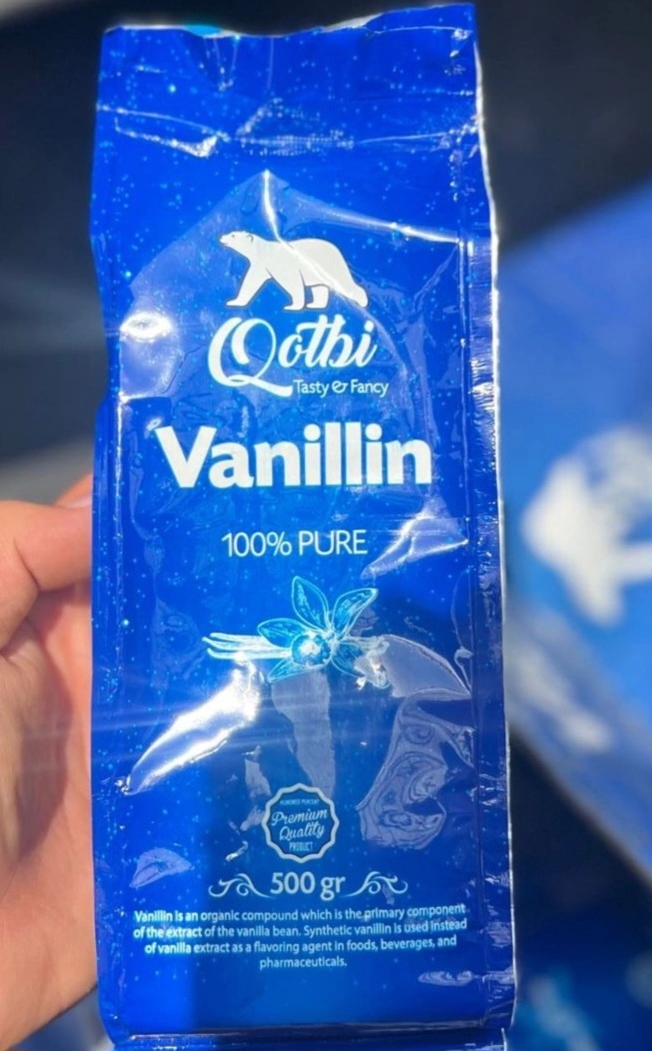 Qotbi
Tasty & Fancy
Vanillin
100% PURE
HUNDRED PERCENT
Premium
Quality
PRODUCT
500 gr
Vanillin is an organic compound which is the primary component
of the extract of the vanilla bean. Synthetic vanillin is used instead
of vanilla extract as a flavoring agent in foods, beverages, and
pharmaceuticals.